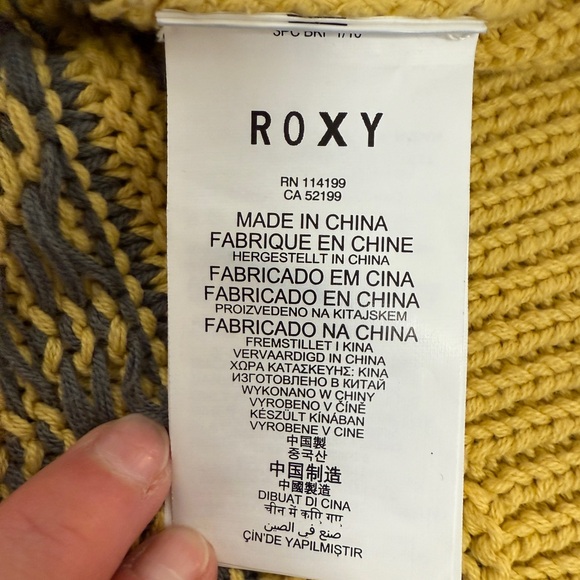 ROXY
RN 114199
CA 52199
MADE IN CHINA
FABRIQUE EN CHINE
HERGESTELLT IN CHINA
FABRICADO EM CINA
FABRICADO EN CHINA
PROIZVEDENO NA KITAJSKEM
FABRICADO NA CHINA
FREMSTILLET I KINA
VERVAARDIGD IN CHINA
ΧΩΡΑ ΚΑΤΑΣΚΕΥΗΣ: ΚΙΝΑ
ИЗГОТОВЛЕНО В КИТАЙ
WYKONANO W CHINY
VYROBENO V ČÍNĚ
KÉSZÜLT KÍNÁBAN
VYROBENE V CINE
中国製
중국산
中国制造
中國製造
DIBUAT DI CINA
चीन में कणि गए
صنع في الصين
ÇİN'DE YAPILMIŞTIR